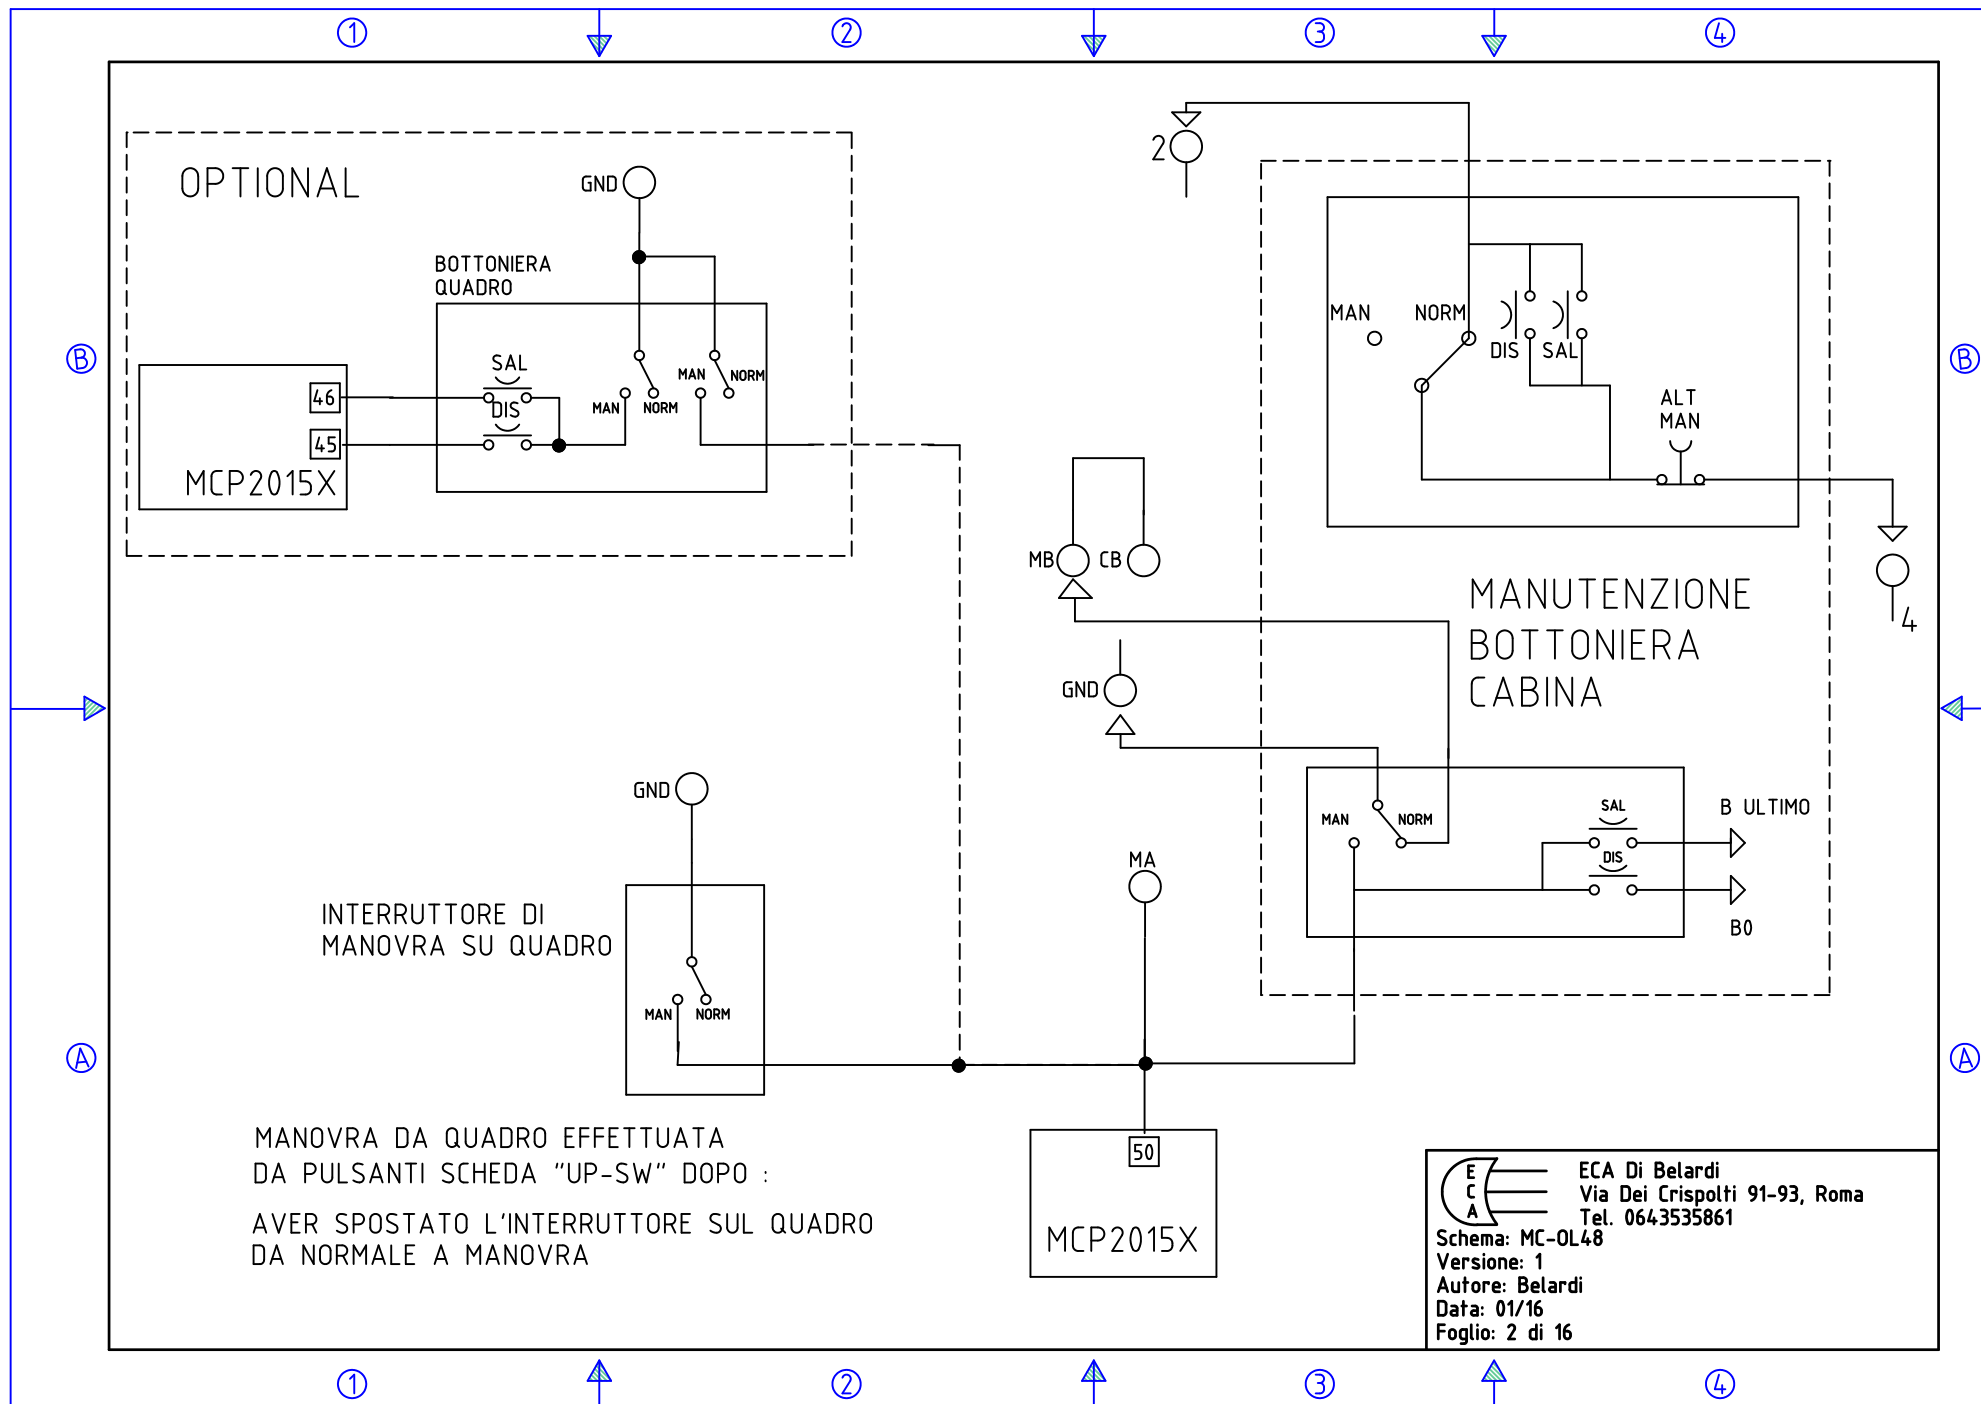 1
2
3
4
OPTIONAL
GND
BOTTONIERA
QUADRO
SAL
DIS
46
45
MCP2015X
MAN
NORM
MAN
NORM
2
MAN
NORM
DIS
SAL
ALT
MAN
4
B
B
MB
CB
GND
MANUTENZIONE
BOTTONIERA
CABINA
GND
INTERRUTTORE DI
MANOVRA SU QUADRO
MAN
NORM
MA
MAN
NORM
SAL
DIS
B ULTIMO
B0
A
A
50
MCP2015X
MANOVRA DA QUADRO EFFETTUATA
DA PULSANTI SCHEDA "UP-SW" DOPO :
AVER SPOSTATO L'INTERRUTTORE SUL QUADRO
DA NORMALE A MANOVRA
E
C
A
ECA Di Belardi
Via Dei Crispolti 91-93, Roma
Tel. 0643535861
Schema: MC-OL48
Versione: 1
Autore: Belardi
Data: 01/16
Foglio: 2 di 16
1
2
3
4